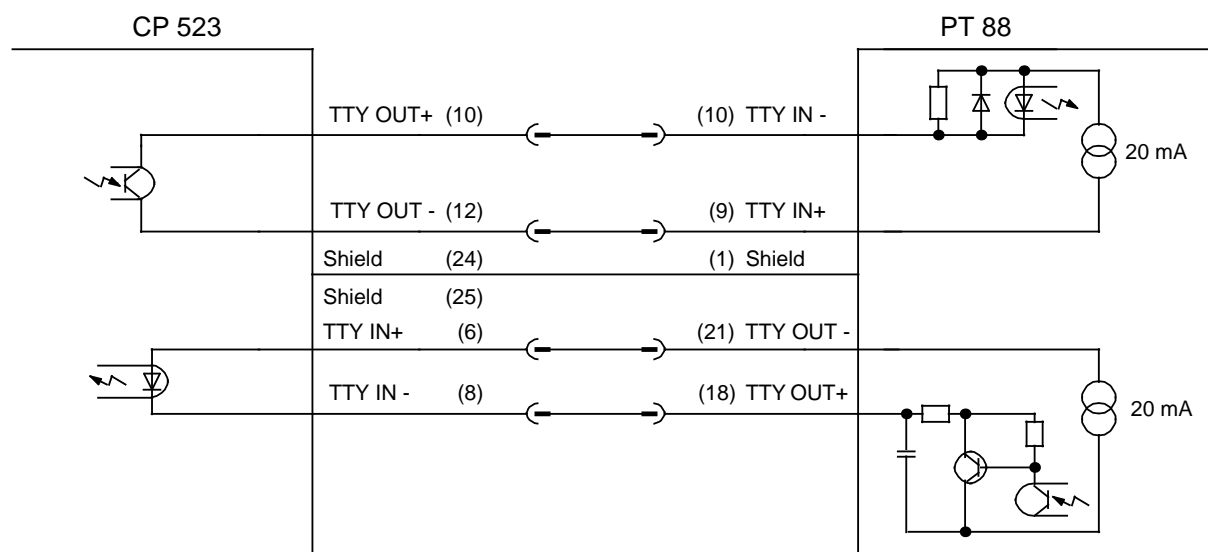 CP 523 PT 88
TTY OUT+ (10) (10) TTY IN -
20 mA
TTY OUT - (12) (9) TTY IN+
Shield (24) (1) Shield
Shield (25)
TTY IN+ (6) (21) TTY OUT -
TTY IN - (8) (18) TTY OUT+
20 mA